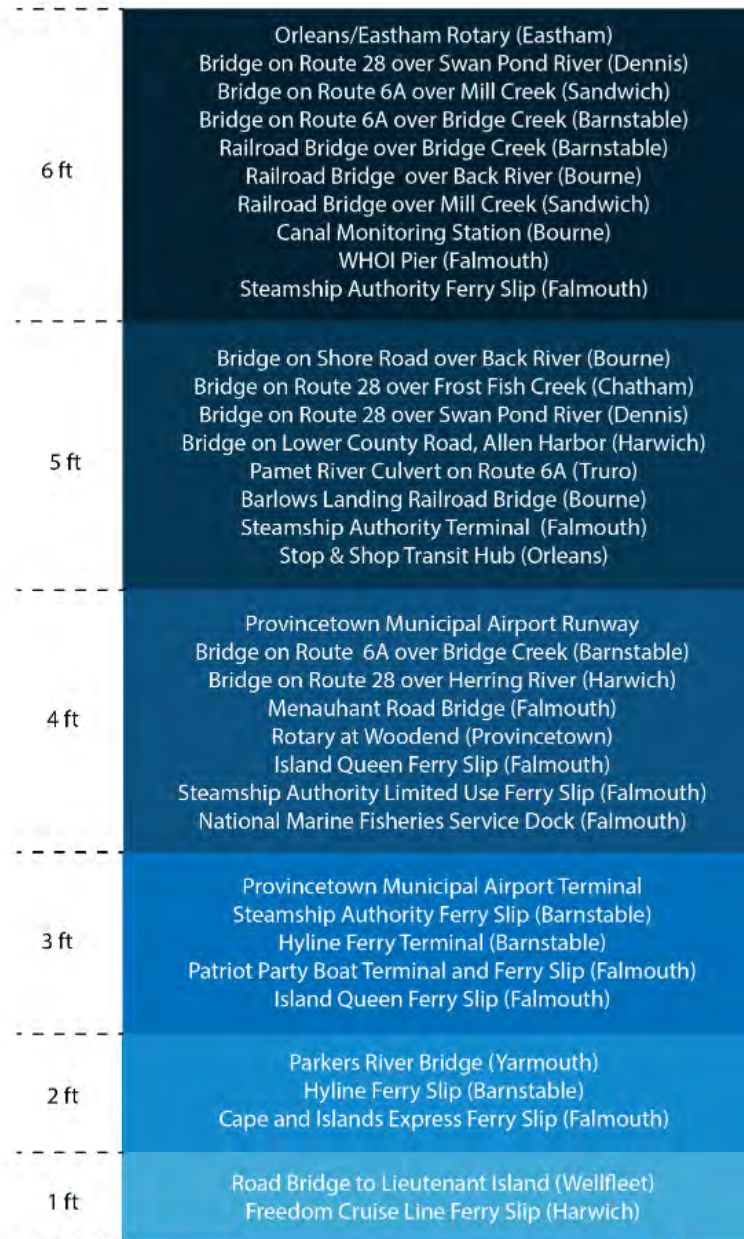 6 ft
Orleans/Eastham Rotary (Eastham)
Bridge on Route 28 over Swan Pond River (Dennis)
Bridge on Route 6A over Mill Creek (Sandwich)
Bridge on Route 6A over Bridge Creek (Barnstable)
Railroad Bridge over Bridge Creek (Barnstable)
Railroad Bridge over Back River (Bourne)
Railroad Bridge over Mill Creek (Sandwich)
Canal Monitoring Station (Bourne)
WHOI Pier (Falmouth)
Steamship Authority Ferry Slip (Falmouth)
5 ft
Bridge on Shore Road over Back River (Bourne)
Bridge on Route 28 over Frost Fish Creek (Chatham)
Bridge on Route 28 over Swan Pond River (Dennis)
Bridge on Lower County Road, Allen Harbor (Harwich)
Pamet River Culvert on Route 6A (Truro)
Barlows Landing Railroad Bridge (Bourne)
Steamship Authority Terminal (Falmouth)
Stop & Shop Transit Hub (Orleans)
4 ft
Provincetown Municipal Airport Runway
Bridge on Route 6A over Bridge Creek (Barnstable)
Bridge on Route 28 over Herring River (Harwich)
Menauhant Road Bridge (Falmouth)
Rotary at Woodend (Provincetown)
Island Queen Ferry Slip (Falmouth)
Steamship Authority Limited Use Ferry Slip (Falmouth)
National Marine Fisheries Service Dock (Falmouth)
3 ft
Provincetown Municipal Airport Terminal
Steamship Authority Ferry Slip (Barnstable)
Hyline Ferry Terminal (Barnstable)
Patriot Party Boat Terminal and Ferry Slip (Falmouth)
Island Queen Ferry Slip (Falmouth)
2 ft
Parkers River Bridge (Yarmouth)
Hyline Ferry Slip (Barnstable)
Cape and Islands Express Ferry Slip (Falmouth)
1 ft
Road Bridge to Lieutenant Island (Wellfleet)
Freedom Cruise Line Ferry Slip (Harwich)